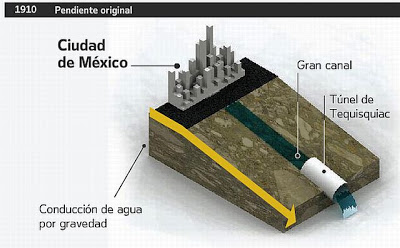 1910 Pendiente original
Ciudad
de México
Gran canal
Túnel de
Tequisquiac
Conducción de agua
por gravedad